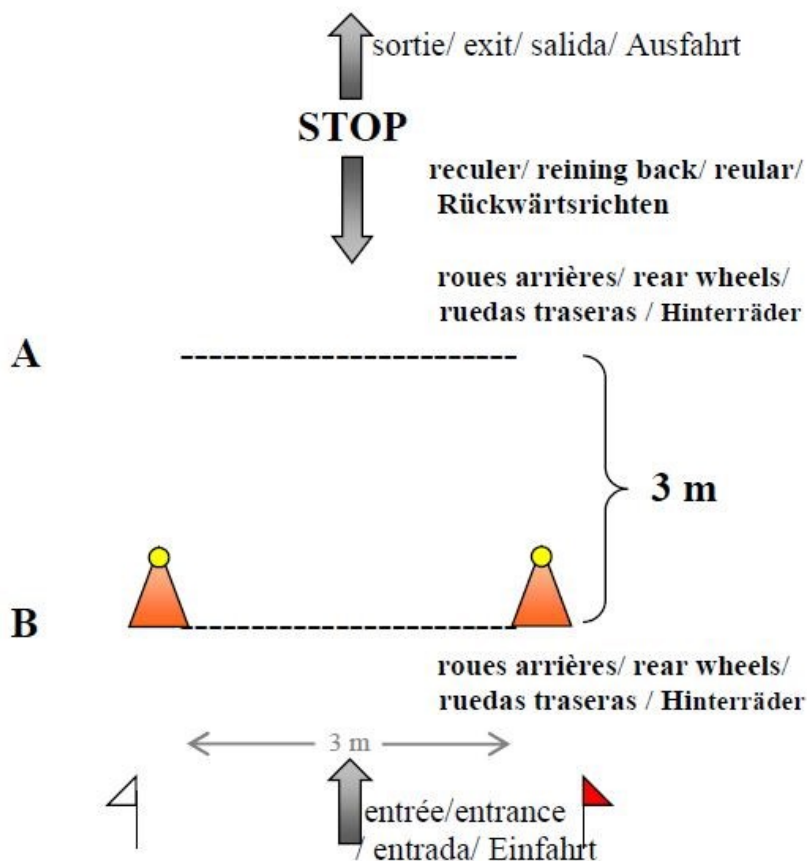 sortie/ exit/ salida/ Ausfahrt
STOP
reculer/ reining back/ reular/
Rückwärtsrichten
roues arrières/ rear wheels/
ruedas traseras / Hinterräder
A
3 m
B
roues arrières/ rear wheels/
ruedas traseras / Hinterräder
3 m
entrée/entrance
/ entrada/ Einfahrt